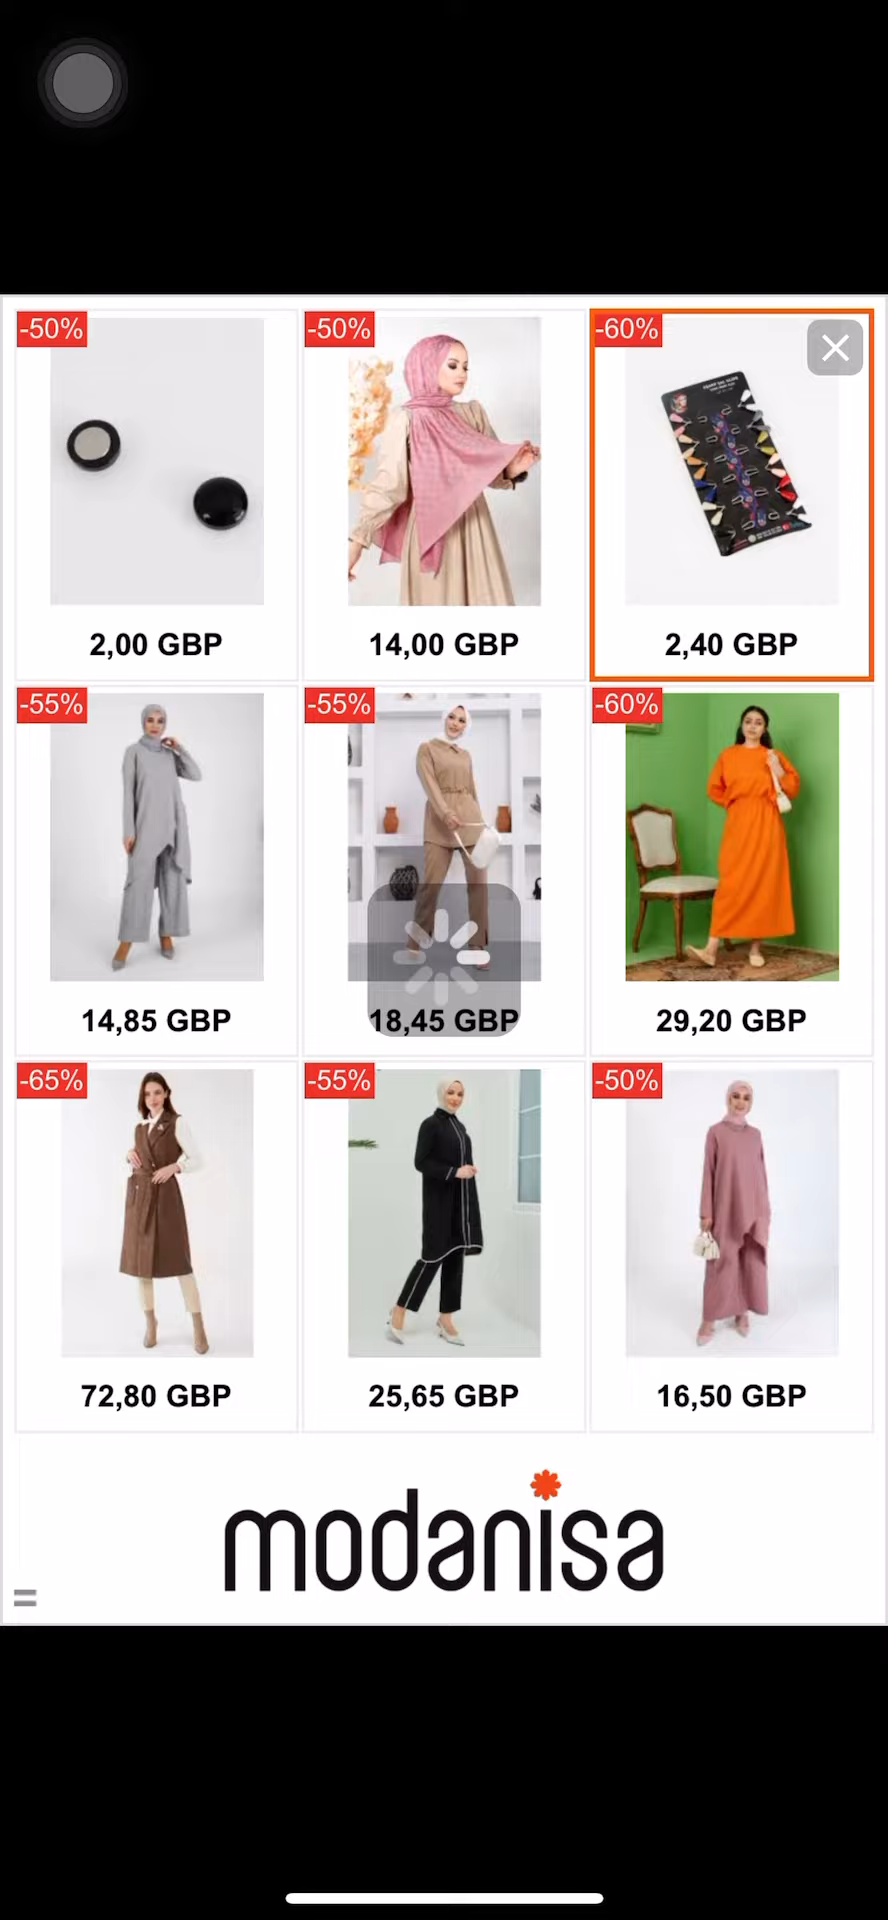 -50%
-50%
-60%
2,00 GBP
14,00 GBP
2,40 GBP
-55%
-55%
-60%
14,85 GBP
18,45 GBP
29,20 GBP
-65%
-55%
-50%
72,80 GBP
25,65 GBP
16,50 GBP
modanisa